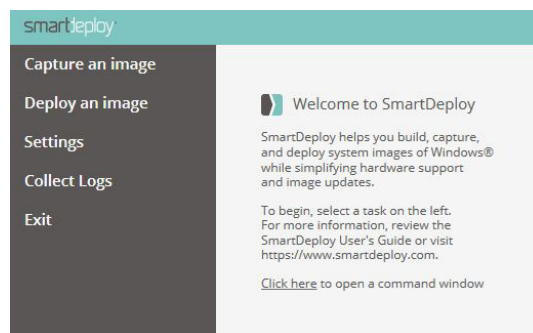 smartdeploy
Capture an image
Deploy an image
Settings
Collect Logs
Exit
Welcome to SmartDeploy
SmartDeploy helps you build, capture,
and deploy system images of Windows®
while simplifying hardware support
and image updates.
To begin, select a task on the left.
For more information, review the
SmartDeploy User's Guide or visit
https://www.smartdeploy.com.
Click here to open a command window